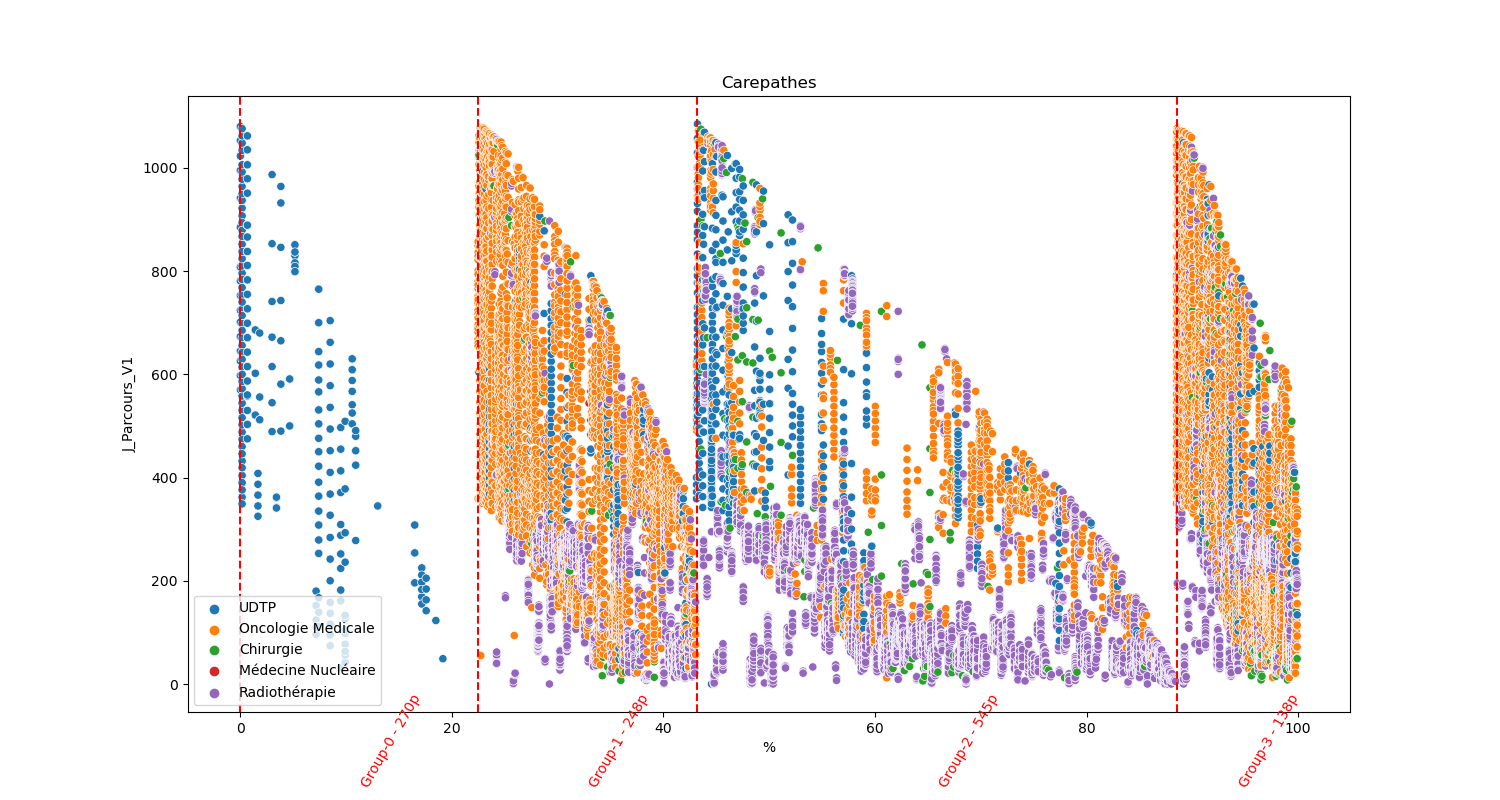 Carepathes
1000
800
600
400
200
0
J_Parcours_V1
UDTP
Oncologie Medicale
Chirurgie
Médecine Nucléaire
Radiothérapie
0
20
40
60
80
100
%
Group-0 - 270p
Group-1 - 248p
Group-2 - 545p
Group-3 - 138p